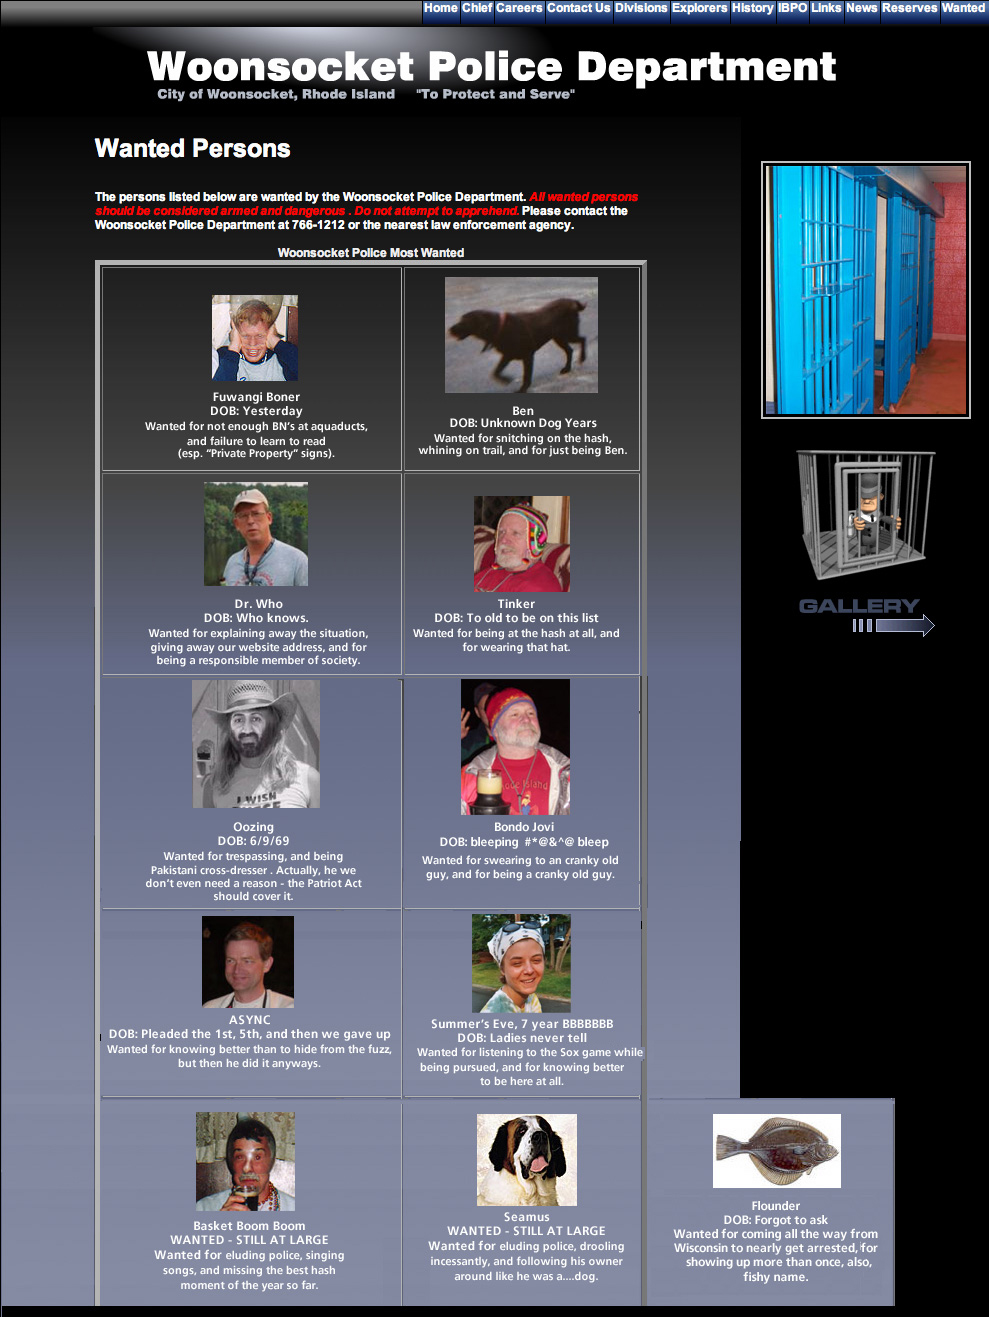 Home Chief Careers Contact Us Divisions Explorers History IBPO Links News Reserves Wanted
Woonsocket Police Department
City of Woonsocket, Rhode Island "To Protect and Serve"
Wanted Persons
The persons listed below are wanted by the Woonsocket Police Department. All wanted persons
should be considered armed and dangerous . Do not attempt to apprehend. Please contact the
Woonsocket Police Department at 766-1212 or the nearest law enforcement agency.
Woonsocket Police Most Wanted
Fuwangi Boner
DOB: Yesterday
Wanted for not enough BN's at aquaducts,
and failure to learn to read
(esp. "Private Property" signs).
Ben
DOB: Unknown Dog Years
Wanted for snitching on the hash,
whining on trail, and for just being Ben.
Dr. Who
DOB: Who knows.
Wanted for explaining away the situation,
giving away our website address, and for
being a responsible member of society.
Tinker
DOB: To old to be on this list
Wanted for being at the hash at all, and
for wearing that hat.
GALLERY
I WISH
Oozing
DOB: 6/9/69
Wanted for trespassing, and being
Pakistani cross-dresser . Actually, he we
don't even need a reason - the Patriot Act
should cover it.
Bondo Jovi
DOB: bleeping #*@&^@ bleep
Wanted for swearing to an cranky old
guy, and for being a cranky old guy.
ASYNC
DOB: Pleaded the 1st, 5th, and then we gave up
Wanted for knowing better than to hide from the fuzz,
but then he did it anyways.
Summer's Eve, 7 year BBBBBBB
DOB: Ladies never tell
Wanted for listening to the Sox game while
being pursued, and for knowing better
to be here at all.
Basket Boom Boom
WANTED - STILL AT LARGE
Wanted for eluding police, singing
songs, and missing the best hash
moment of the year so far.
Seamus
WANTED - STILL AT LARGE
Wanted for eluding police, drooling
incessantly, and following his owner
around like he was a....dog.
Flounder
DOB: Forgot to ask
Wanted for coming all the way from
Wisconsin to nearly get arrested, for
showing up more than once, also,
fishy name.